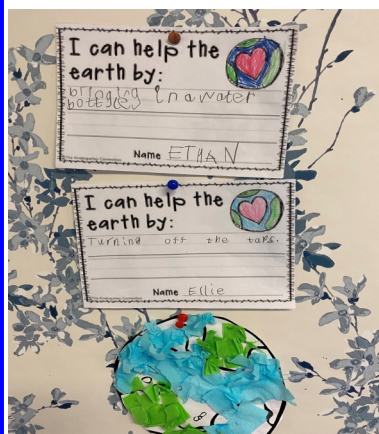 I can help the
earth by:
bringing in a water
bottle
Name ETHAN
I can help the
earth by:
Turning off the taps.
Name Ellie